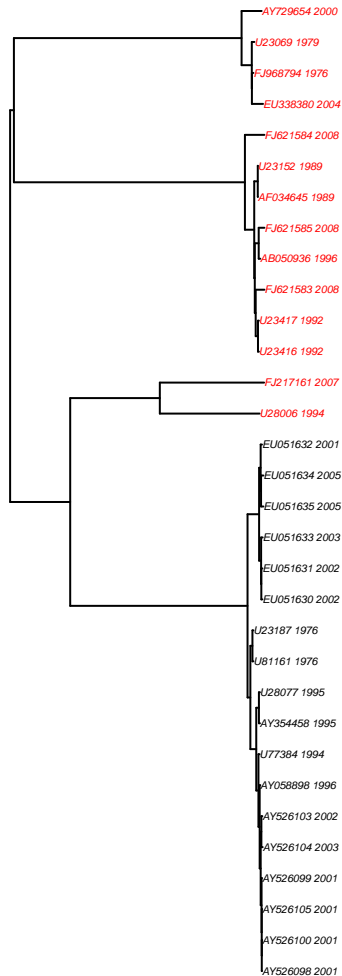 AY729654 2000
U23069 1979
FJ968794 1976
EU338380 2004
FJ621584 2008
U23152 1989
AF034645 1989
FJ621585 2008
AB050936 1996
FJ621583 2008
U23417 1992
U23416 1992
FJ217161 2007
U28006 1994
EU051632 2001
EU051634 2005
EU051635 2005
EU051633 2003
EU051631 2002
EU051630 2002
U23187 1976
U81161 1976
U28077 1995
AY354458 1995
U77384 1994
AY058898 1996
AY526103 2002
AY526104 2003
AY526099 2001
AY526105 2001
AY526100 2001
AY526098 2001